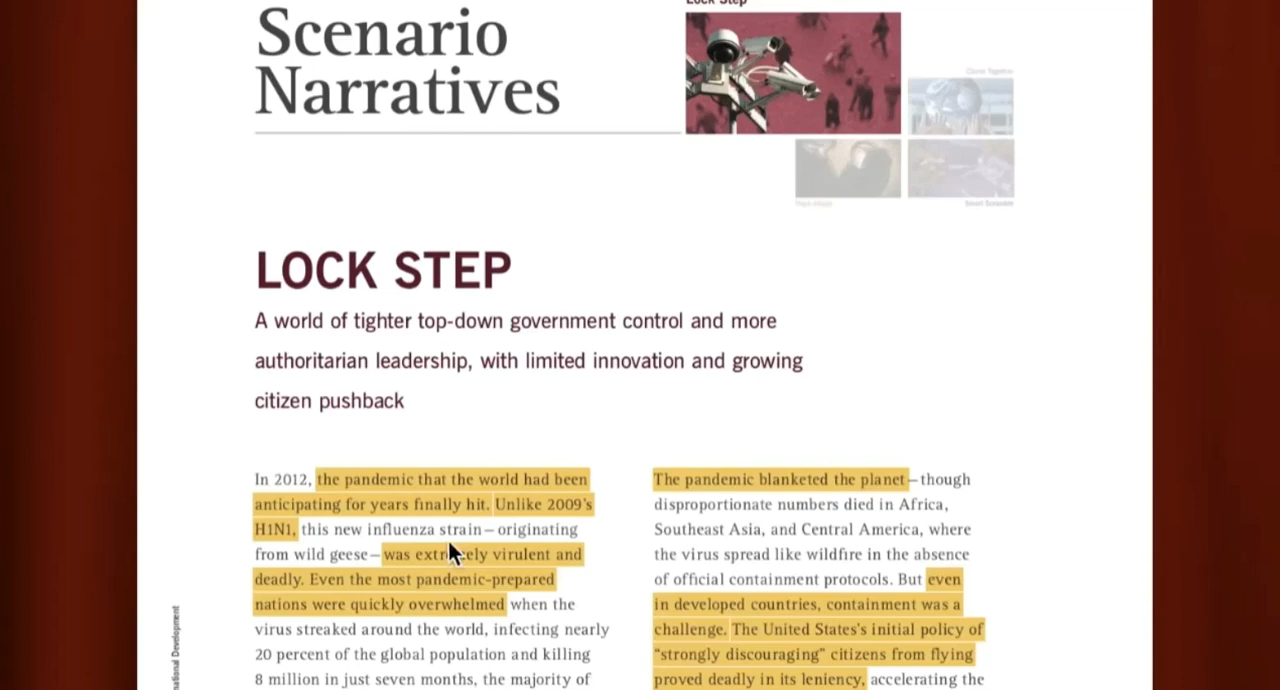 Lock Step
Scenario
Narratives
LOCK STEP
A world of tighter top-down government control and more
authoritarian leadership, with limited innovation and growing
citizen pushback
In 2012, the pandemic that the world had been
anticipating for years finally hit. Unlike 2009's
H1N1, this new influenza strain—originating
from wild geese—was extremely virulent and
deadly. Even the most pandemic-prepared
nations were quickly overwhelmed when the
virus streaked around the world, infecting nearly
20 percent of the global population and killing
8 million in just seven months, the majority of
The pandemic blanketed the planet—though
disproportionate numbers died in Africa,
Southeast Asia, and Central America, where
the virus spread like wildfire in the absence
of official containment protocols. But even
in developed countries, containment was a
challenge. The United States's initial policy of
"strongly discouraging" citizens from flying
proved deadly in its leniency, accelerating the
national Development